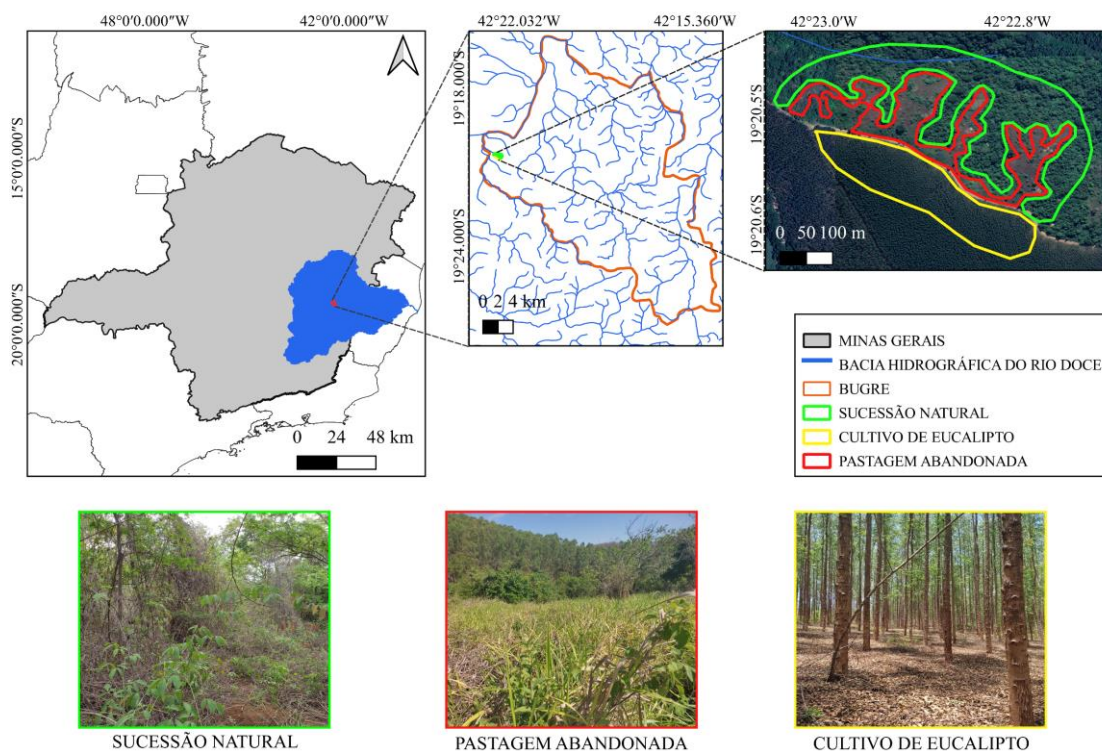 48°0/0.000"W
42°0/0.000"W
15°0/0.000"S
20°0/0.000"S
0 24 48 km
42°22.032'W
42°15.360'W
19°18.000'S
19°24.000'S
0 2 4 km
42°23.0'W
42°22.8'W
19°20.5'S
19°20.6'S
0 50 100 m
MINAS GERAIS
BACIA HIDROGRÁFICA DO RIO DOCE
BUGRE
SUCESSÃO NATURAL
CULTIVO DE EUCALIPTO
PASTAGEM ABANDONADA
SUCESSÃO NATURAL
PASTAGEM ABANDONADA
CULTIVO DE EUCALIPTO